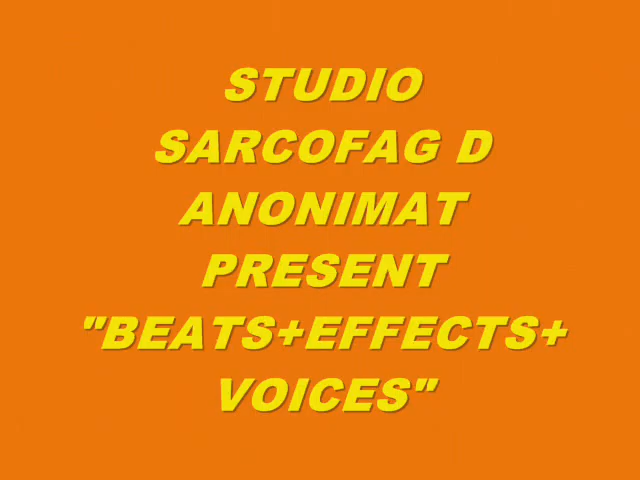 STUDIO
SARCOFAG D
ANONIMAT
PRESENT
"BEATS+EFFECTS+
VOICES"